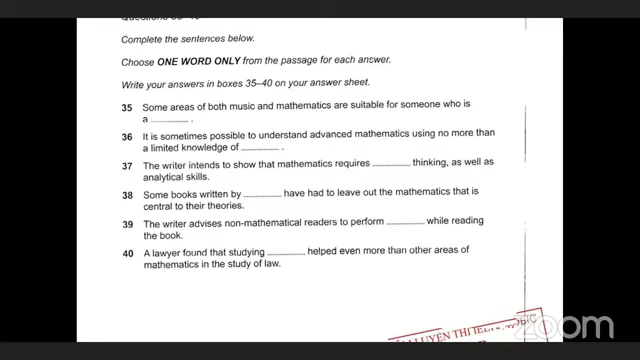 Complete the sentences below.
Choose ONE WORD ONLY from the passage for each answer.
Write your answers in boxes 35–40 on your answer sheet.
35 Some areas of both music and mathematics are suitable for someone who is
a .................... .
36 It is sometimes possible to understand advanced mathematics using no more than
a limited knowledge of .................... .
37 The writer intends to show that mathematics requires .................... thinking, as well as
analytical skills.
38 Some books written by .................... have had to leave out the mathematics that is
central to their theories.
39 The writer advises non-mathematical readers to perform .................... while reading
the book.
40 A lawyer found that studying .................... helped even more than other areas of
mathematics in the study of law.
LUYỆN THI IELTS
zoom